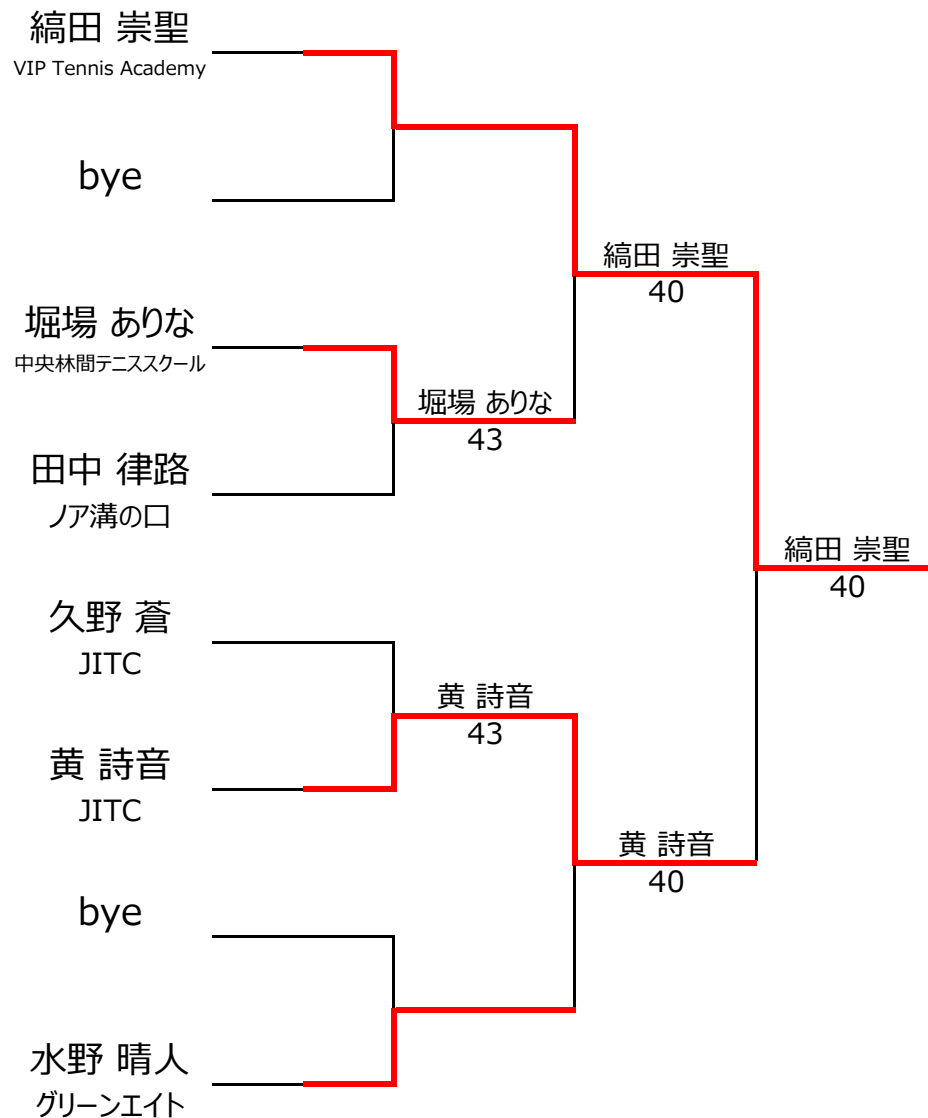 縞田 崇聖
VIP Tennis Academy
bye
縞田 崇聖
40
堀場 ありな
中央林間テニススクール
堀場 ありな
43
田中 律路
ノア溝の口
縞田 崇聖
40
久野 蒼
JITC
黄 詩音
43
黄 詩音
JITC
黄 詩音
40
bye
水野 晴人
グリーンエイト